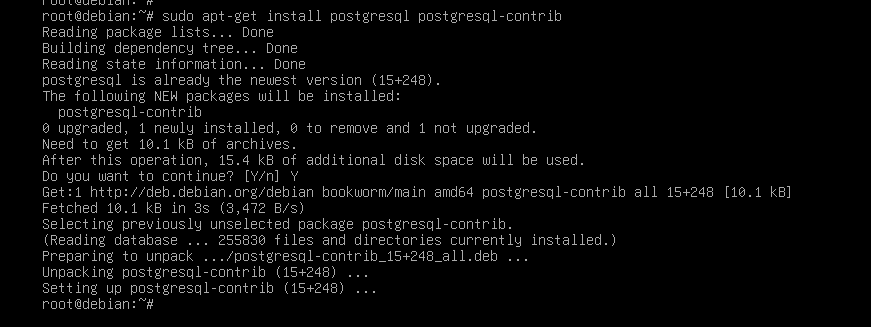 root@debian:~#
root@debian:~# sudo apt-get install postgresql postgresql-contrib
Reading package lists... Done
Building dependency tree... Done
Reading state information... Done
postgresql is already the newest version (15+248).
The following NEW packages will be installed:
  postgresql-contrib
0 upgraded, 1 newly installed, 0 to remove and 1 not upgraded.
Need to get 10.1 kB of archives.
After this operation, 15.4 kB of additional disk space will be used.
Do you want to continue? [Y/n] Y
Get:1 http://deb.debian.org/debian bookworm/main amd64 postgresql-contrib all 15+248 [10.1 kB]
Fetched 10.1 kB in 3s (3,472 B/s)
Selecting previously unselected package postgresql-contrib.
(Reading database ... 255830 files and directories currently installed.)
Preparing to unpack .../postgresql-contrib_15+248_all.deb ...
Unpacking postgresql-contrib (15+248) ...
Setting up postgresql-contrib (15+248) ...
root@debian:~#